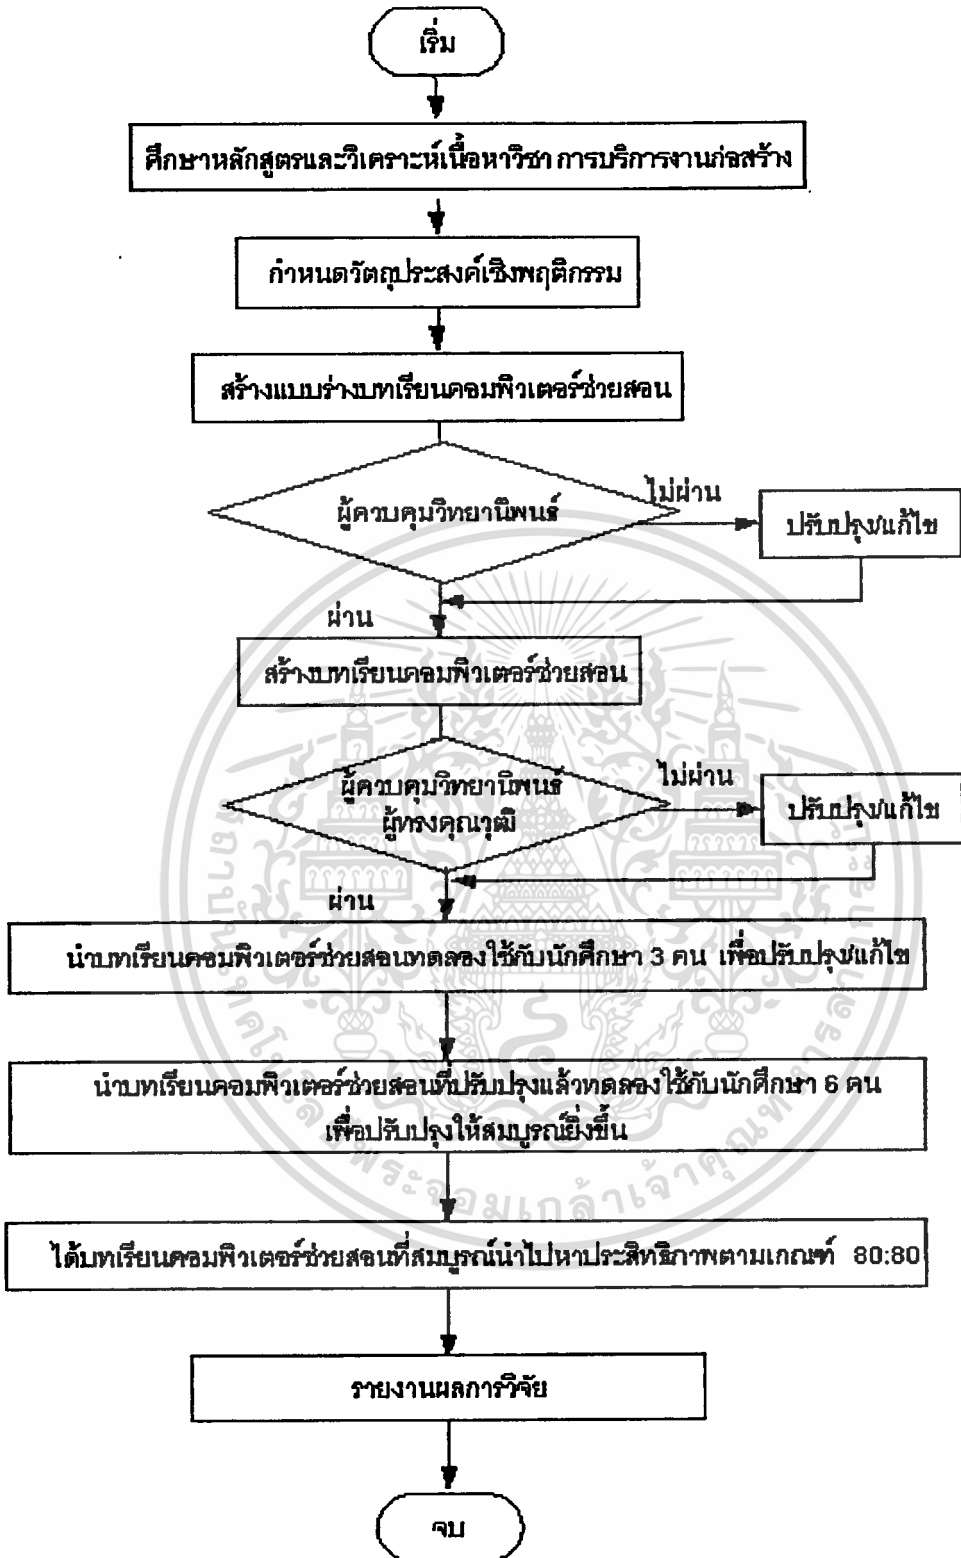 เริ่ม
ศึกษาหลักสูตรและวิเคราะห์เนื้อหาวิชา การบริการงานก่อสร้าง
กำหนดวัตถุประสงค์เชิงพฤติกรรม
สร้างแบบร่างบทเรียนคอมพิวเตอร์ช่วยสอน
ผู้ควบคุมวิทยานิพนธ์
ไม่ผ่าน
ปรับปรุง/แก้ไข
ผ่าน
สร้างบทเรียนคอมพิวเตอร์ช่วยสอน
ผู้ควบคุมวิทยานิพนธ์
ผู้ทรงคุณวุฒิ
ไม่ผ่าน
ปรับปรุง/แก้ไข
ผ่าน
นำบทเรียนคอมพิวเตอร์ช่วยสอนทดลองใช้กับนักศึกษา 3 คน เพื่อปรับปรุง/แก้ไข
นำบทเรียนคอมพิวเตอร์ช่วยสอนที่ปรับปรุงแล้วทดลองใช้กับนักศึกษา 6 คน
เพื่อปรับปรุงให้สมบูรณ์ยิ่งขึ้น
ได้บทเรียนคอมพิวเตอร์ช่วยสอนที่สมบูรณ์นำไปหาประสิทธิภาพตามเกณฑ์ 80:80
รายงานผลการวิจัย
จบ